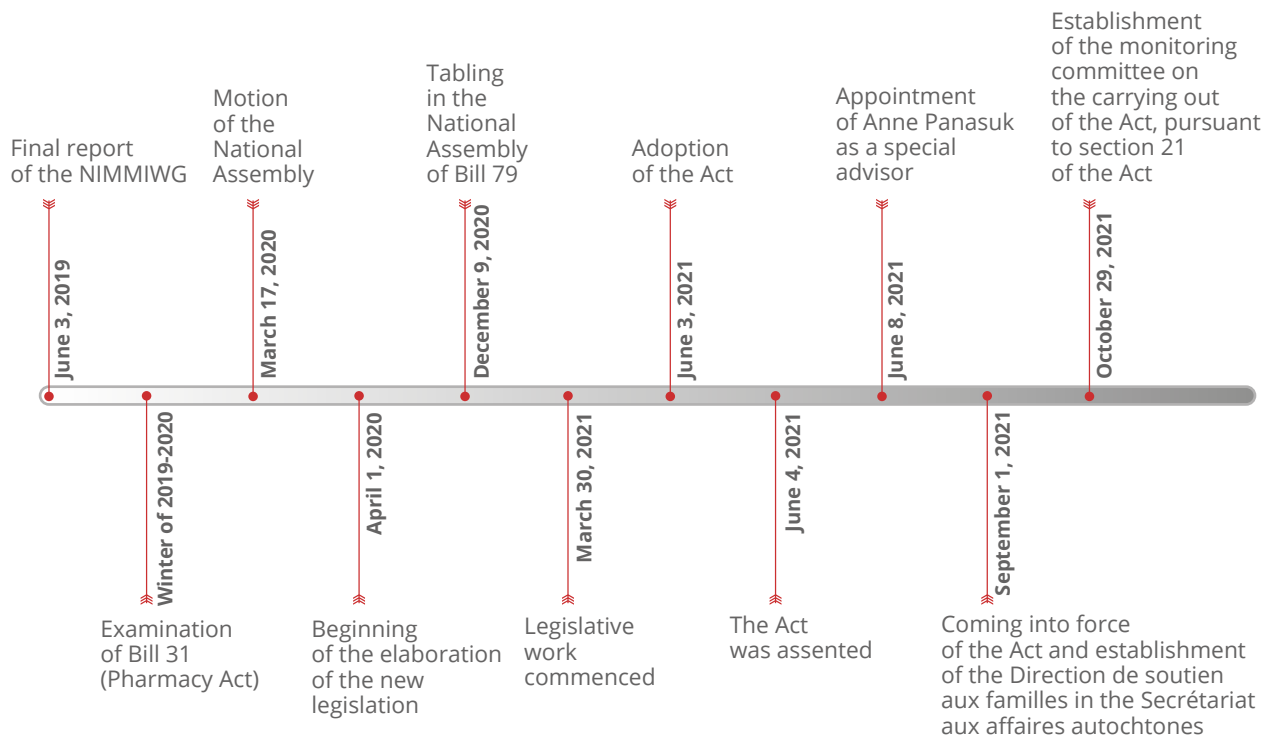 Final report
of the NIMMIWG
June 3, 2019
Winter of 2019-2020
Examination
of Bill 31
(Pharmacy Act)
Motion
of the
National
Assembly
March 17, 2020
April 1, 2020
Beginning
of the elaboration
of the new
legislation
Tabling
in the
National
Assembly
of Bill 79
December 9, 2020
March 30, 2021
Legislative
work
commenced
Adoption
of the Act
June 3, 2021
June 4, 2021
The Act
was assented
Appointment
of Anne Panasuk
as a special
advisor
June 8, 2021
September 1, 2021
Coming into force
of the Act and establishment
of the Direction de soutien
aux familles in the Secrétariat
aux affaires autochtones
Establishment
of the monitoring
committee on
the carrying out
of the Act, pursuant
to section 21
of the Act
October 29, 2021